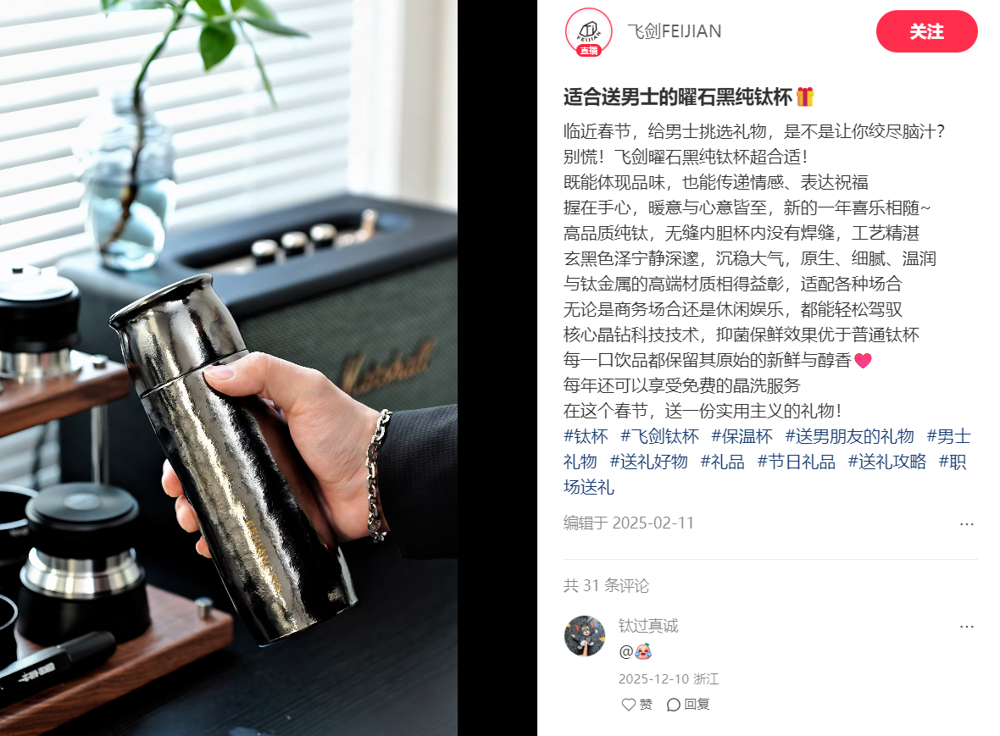 飞剑FEIJIAN
关注
FEIJIAN
直播
适合送男士的曜石黑纯钛杯🎁
临近春节，给男士挑选礼物，是不是让你绞尽脑汁？
别慌！飞剑曜石黑纯钛杯超合适！
既能体现品味，也能传递情感、表达祝福
握在手心，暖意与心意皆至，新的一年喜乐相随~
高品质纯钛，无缝内胆杯内没有焊缝，工艺精湛
玄黑色泽宁静深邃，沉稳大气，原生、细腻、温润
与钛金属的高端材质相得益彰，适配各种场合
无论是商务场合还是休闲娱乐，都能轻松驾驭
核心晶钻科技技术，抑菌保鲜效果优于普通钛杯
每一口饮品都保留其原始的新鲜与醇香💗
每年还可以享受免费的晶洗服务
在这个春节，送一份实用主义的礼物！
#钛杯 #飞剑钛杯 #保温杯 #送男朋友的礼物 #男士
礼物 #送礼好物 #礼品 #节日礼品 #送礼攻略 #职
场送礼
编辑于 2025-02-11
共 31 条评论
钛过真诚
@
2025-12-10 浙江
赞 回复
Marshall
FEIJIAN